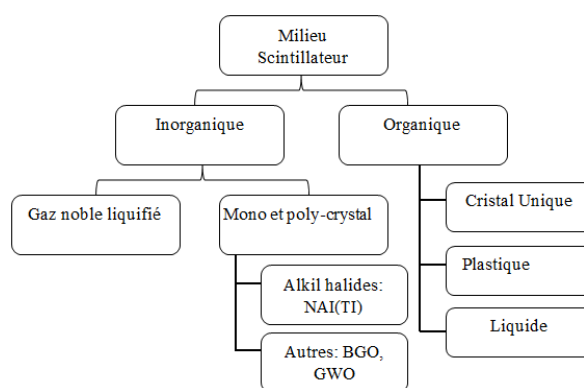 Milieu
Scintillateur
Inorganique
Organique
Gaz noble liquifié
Mono et poly-crystal
Cristal Unique
Alkil halides:
NAI(TI)
Plastique
Liquide
Autres: BGO,
GWO